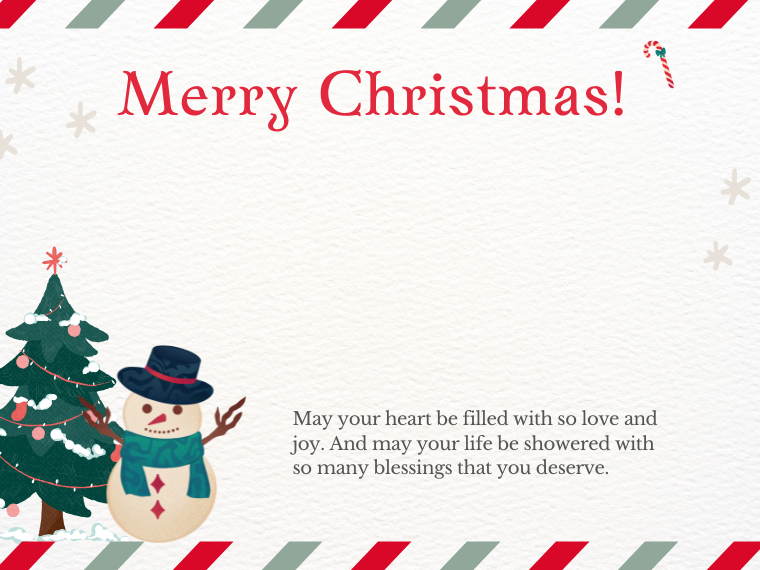 Merry Christmas!
May your heart be filled with so love and
joy. And may your life be showered with
so many blessings that you deserve.